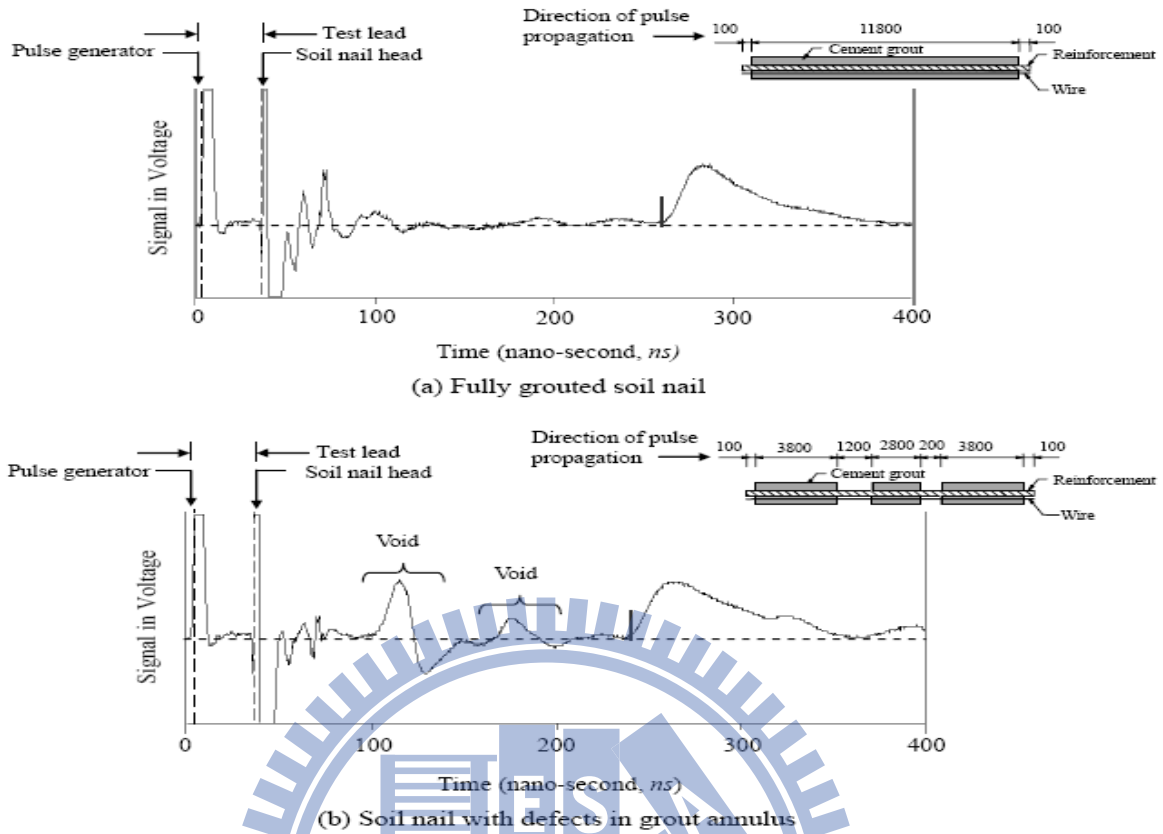 Direction of pulse
propagation
100 11800 100
Cement grout
Reinforcement
Wire
Test lead
Pulse generator
Soil nail head
Signal in Voltage
0 100 200 300 400
Time (nano-second, ns)
(a) Fully grouted soil nail
Direction of pulse
propagation
100 3800 1200 2800 200 3800 100
Cement grout
Reinforcement
Wire
Test lead
Pulse generator
Soil nail head
Void
Void
Signal in Voltage
0 100 200 300 400
Time (nano-second, ns)
(b) Soil nail with defects in grout annulus
ES